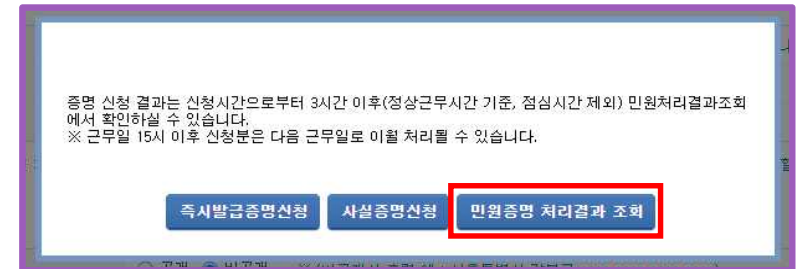 증명 신청 결과는 신청시간으로부터 3시간 이후(정상근무시간 기준, 점심시간 제외) 민원처리결과조회
에서 확인하실 수 있습니다.
※ 근무일 15시 이후 신청분은 다음 근무일로 이월 처리될 수 있습니다.
즉시발급증명신청 사실증명신청 민원증명 처리결과 조회